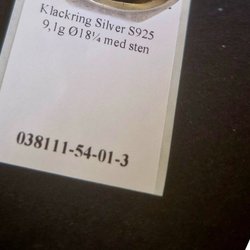 Klackring Silver S925
9,1g Ø18¼ med sten
038111-54-01-3